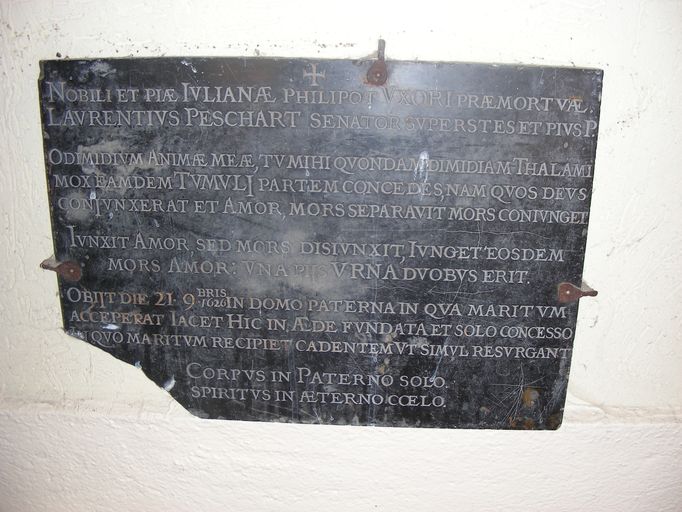 NOBILI ET PIÆ IVLIANÆ PHILIPOT VXORI PRÆMORTVÆ
LAVRENTIVS PESCHART SENATOR SVPERSTES ET PIVS P.
O DIMIDIVM ANIMÆ MEÆ, TV MIHI QVONDAM DIMIDIAM THALAMI
MOX EAMDEM TVMVLI PARTEM CONCEDES, NAM QVOS DEVS
CONIVNXERAT ET AMOR, MORS SEPARAVIT MORS CONIVNGET
IVNXIT AMOR, SED MORS DISIVNXIT, IVNGET EOSDEM
MORS AMOR: VNA PIIS VRNA DVOBVS ERIT.
OBIIT DIE 21 9BRIS 1626 IN DOMO PATERNA IN QVA MARITVM
ACCEPERAT IACET HIC IN ÆDE FVNDATA ET SOLO CONCESSO
IN QVO MARITVM RECIPIET CADENTEM VT SIMVL RESVRGANT
CORPVS IN PATERNO SOLO.
SPIRITVS IN ÆTERNO CŒLO.